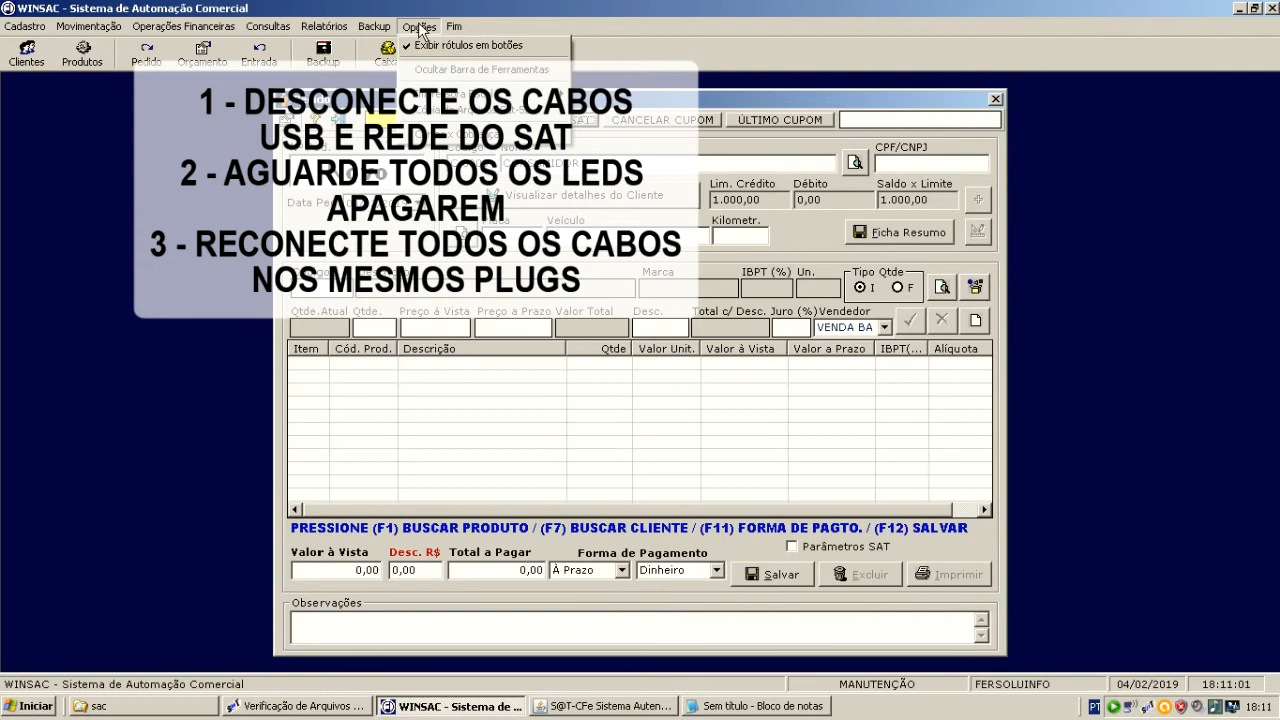 WINSAC - Sistema de Automação Comercial
Cadastro Movimentação Operações Financeiras Consultas Relatórios Backup Opções Fim
Clientes Produtos Pedido Orçamento Entrada Backup Caixa
Exibir rótulos em botões
Ocultar Barra de Ferramentas
1 - DESCONECTE OS CABOS
USB E REDE DO SAT
2 - AGUARDE TODOS OS LEDS
APAGAREM
3 - RECONECTE TODOS OS CABOS
NOS MESMOS PLUGS
CANCELAR CUPOM ÚLTIMO CUPOM
CPF/CNPJ
Visualizar detalhes do Cliente
Lim. Crédito Débito Saldo x Limite
1.000,00 0,00 1.000,00
Veículo Kilometr.
Ficha Resumo
Marca IBPT (%) Un. Tipo Qtde
I F
Qtde.Atual Qtde. Preço à Vista Preço a Prazo Valor Total Desc. Total c/ Desc. Juro (%) Vendedor
VENDA BA
Item Cód. Prod. Descrição Qtde Valor Unit. Valor à Vista Valor a Prazo IBPT(... Alíquota
PRESSIONE (F1) BUSCAR PRODUTO / (F7) BUSCAR CLIENTE / (F11) FORMA DE PAGTO. / (F12) SALVAR
Parâmetros SAT
Valor à Vista Desc. R$ Total a Pagar Forma de Pagamento
0,00 0,00 0,00 À Prazo Dinheiro Salvar Excluir Imprimir
Observações
WINSAC - Sistema de Automação Comercial MANUTENÇÃO FERSOLUINFO 04/02/2019 18:11:01
Iniciar sac Verificação de Arquivos ... WINSAC - Sistema de ... S@T-CFe Sistema Auten... Sem título - Bloco de notas PT 18:11